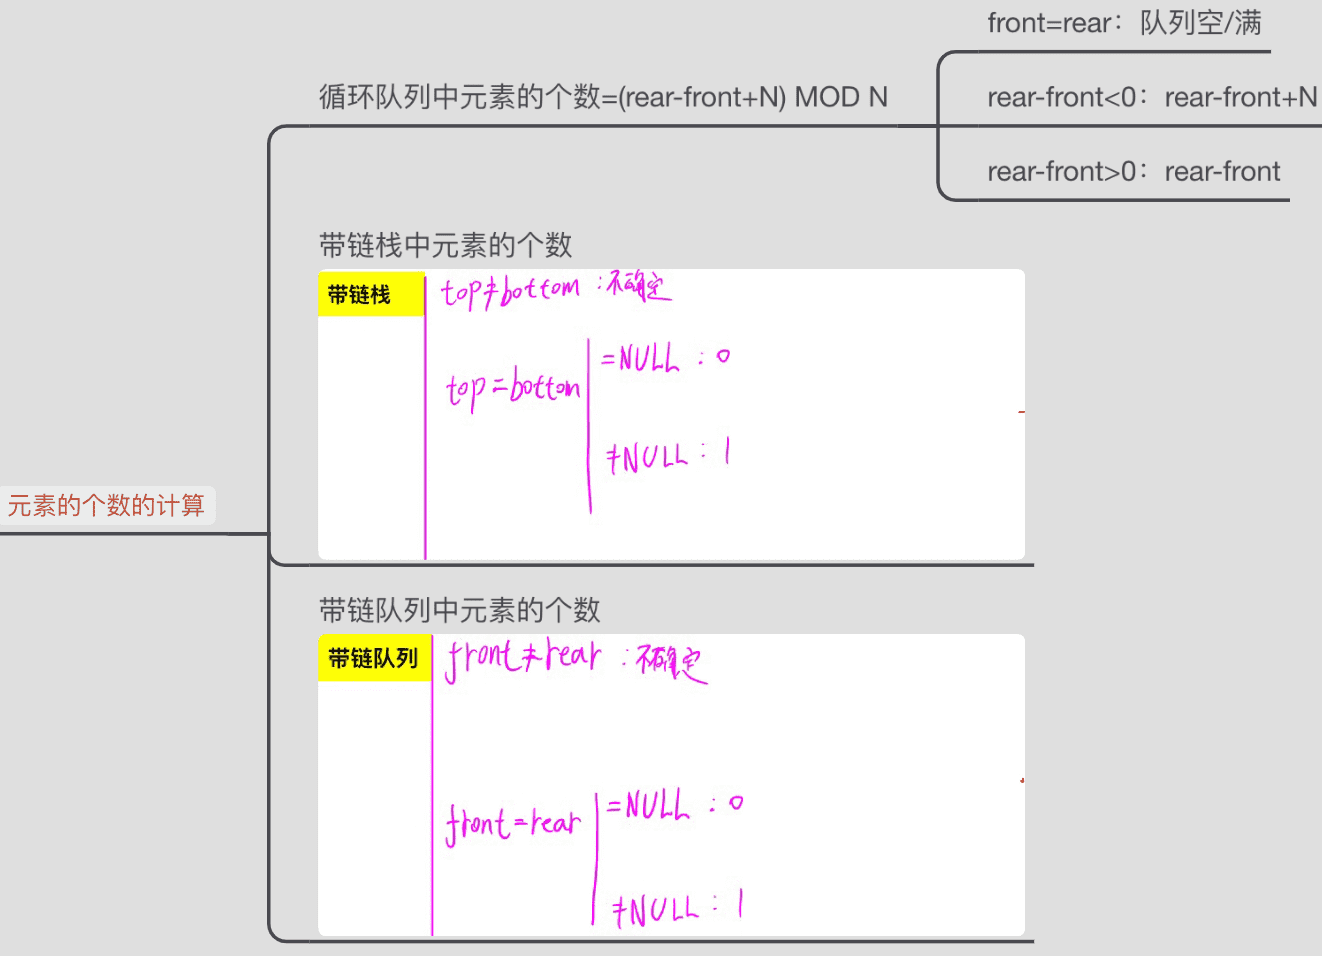 front=rear：队列空/满
循环队列中元素的个数=(rear-front+N) MOD N
rear-front<0：rear-front+N
rear-front>0：rear-front
带链栈中元素的个数
带链栈
top≠bottom：不确定
top=bottom
=NULL：0
≠NULL：1
元素的个数的计算
带链队列中元素的个数
带链队列
front≠rear：不确定
front=rear
=NULL：0
≠NULL：1